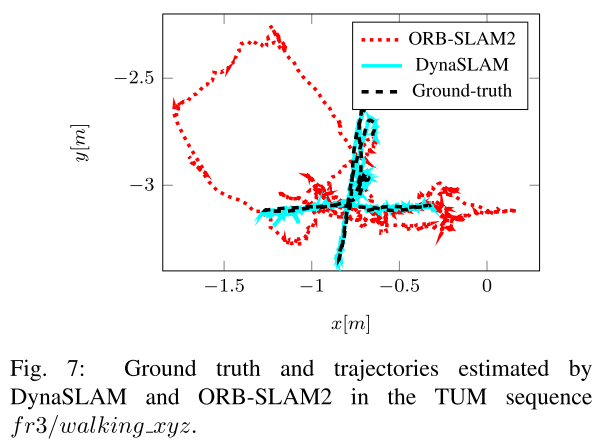 ORB-SLAM2
DynaSLAM
Ground-truth
−2.5
−3
y[m]
−1.5
−1
−0.5
0
x[m]
Fig. 7: Ground truth and trajectories estimated by
DynaSLAM and ORB-SLAM2 in the TUM sequence
fr3/walking_xyz.